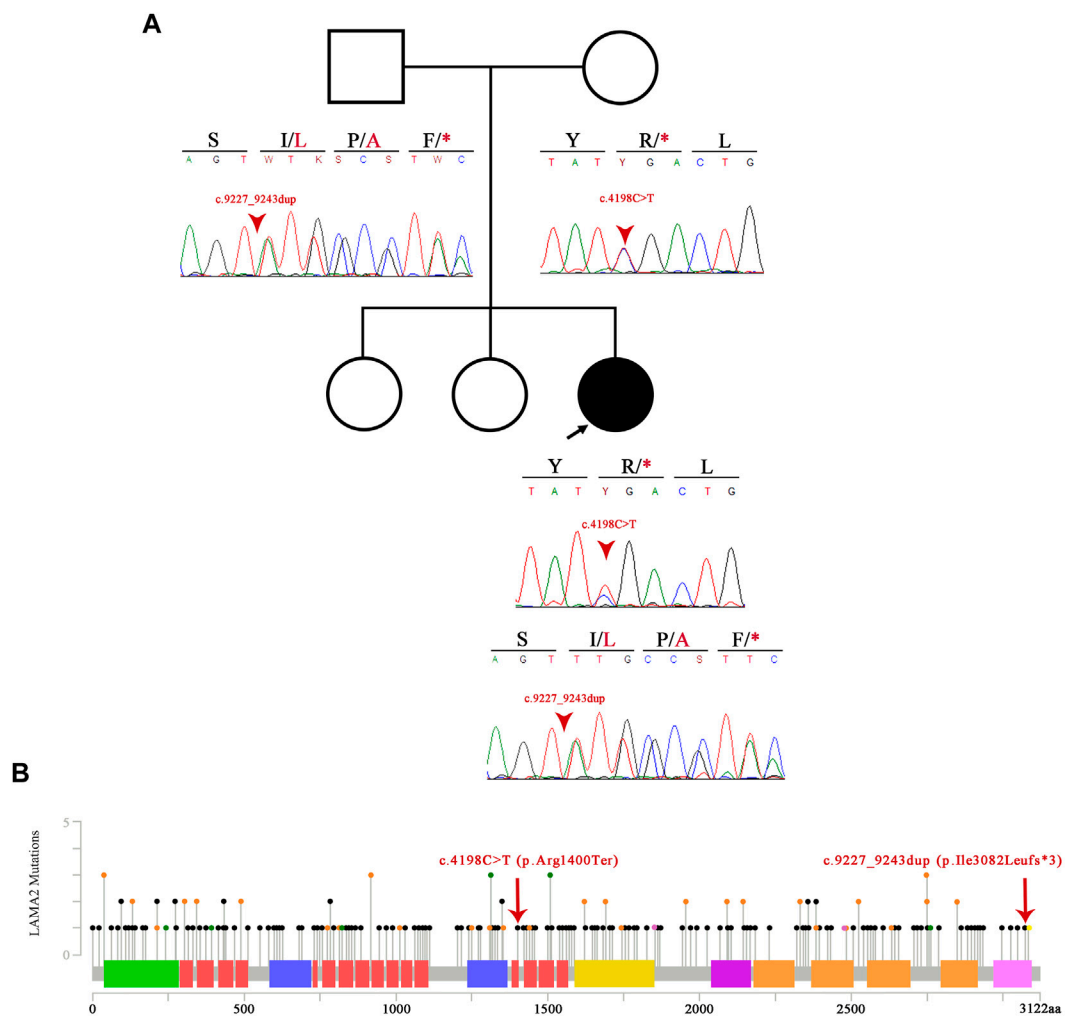 A
S I/L P/A F/*
A G T W T K S C S T W C
c.9227_9243dup
Y R/* L
T A T Y G A C T G
c.4198C>T
Y R/* L
T A T Y G A C T G
c.4198C>T
S I/L P/A F/*
A G T T T G C C S T T C
c.9227_9243dup
B
LAMA2 Mutations
5
0
c.4198C>T (p.Arg1400Ter)
c.9227_9243dup (p.Ile3082Leufs*3)
0 500 1000 1500 2000 2500 3122aa